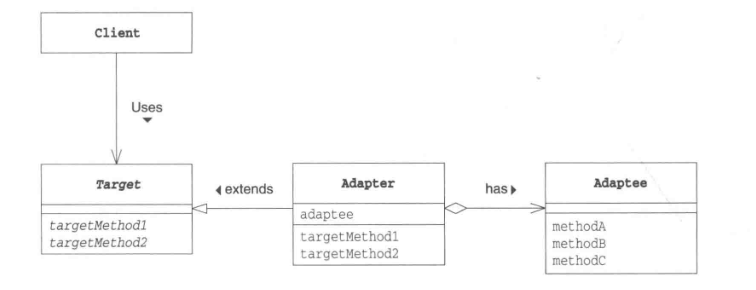 Client
Uses
Target
targetMethod1
targetMethod2
extends
Adapter
adaptee
targetMethod1
targetMethod2
has
Adaptee
methodA
methodB
methodC